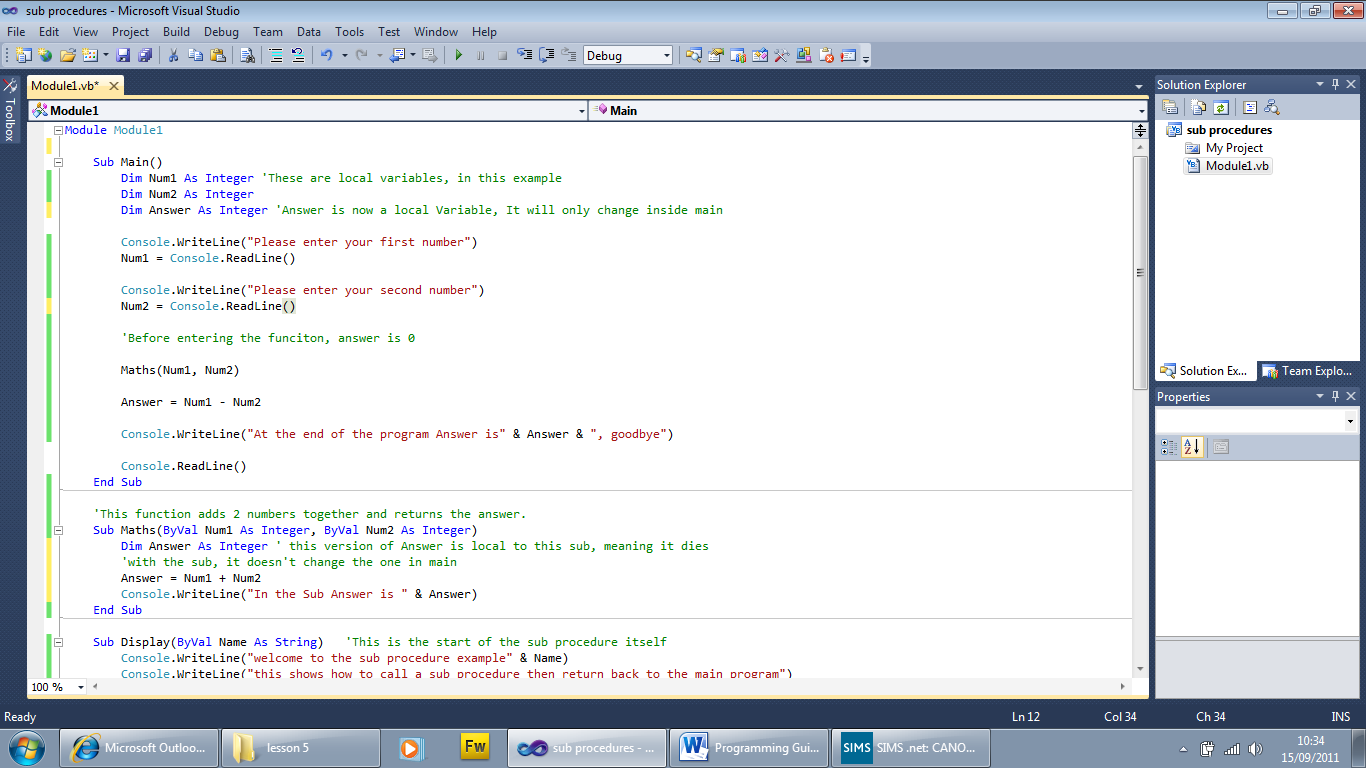 sub procedures - Microsoft Visual Studio
File Edit View Project Build Debug Team Data Tools Test Window Help
Debug
Toolbox
Module1.vb*
Module1 Main
Module Module1
Sub Main()
Dim Num1 As Integer 'These are local variables, in this example
Dim Num2 As Integer
Dim Answer As Integer 'Answer is now a local Variable, It will only change inside main
Console.WriteLine("Please enter your first number")
Num1 = Console.ReadLine()
Console.WriteLine("Please enter your second number")
Num2 = Console.ReadLine()
'Before entering the funciton, answer is 0
Maths(Num1, Num2)
Answer = Num1 - Num2
Console.WriteLine("At the end of the program Answer is" & Answer & ", goodbye")
Console.ReadLine()
End Sub
'This function adds 2 numbers together and returns the answer.
Sub Maths(ByVal Num1 As Integer, ByVal Num2 As Integer)
Dim Answer As Integer ' this version of Answer is local to this sub, meaning it dies
'with the sub, it doesn't change the one in main
Answer = Num1 + Num2
Console.WriteLine("In the Sub Answer is " & Answer)
End Sub
Sub Display(ByVal Name As String) 'This is the start of the sub procedure itself
Console.WriteLine("welcome to the sub procedure example" & Name)
Console.WriteLine("this shows how to call a sub procedure then return back to the main program")
100 %
Solution Explorer
sub procedures
My Project
Module1.vb
Solution Ex... Team Explo...
Properties
Ready Ln 12 Col 34 Ch 34 INS
Microsoft Outloo... lesson 5 Fw sub procedures - ... Programming Gui... SIMS SIMS .net: CANO...
10:34
15/09/2011